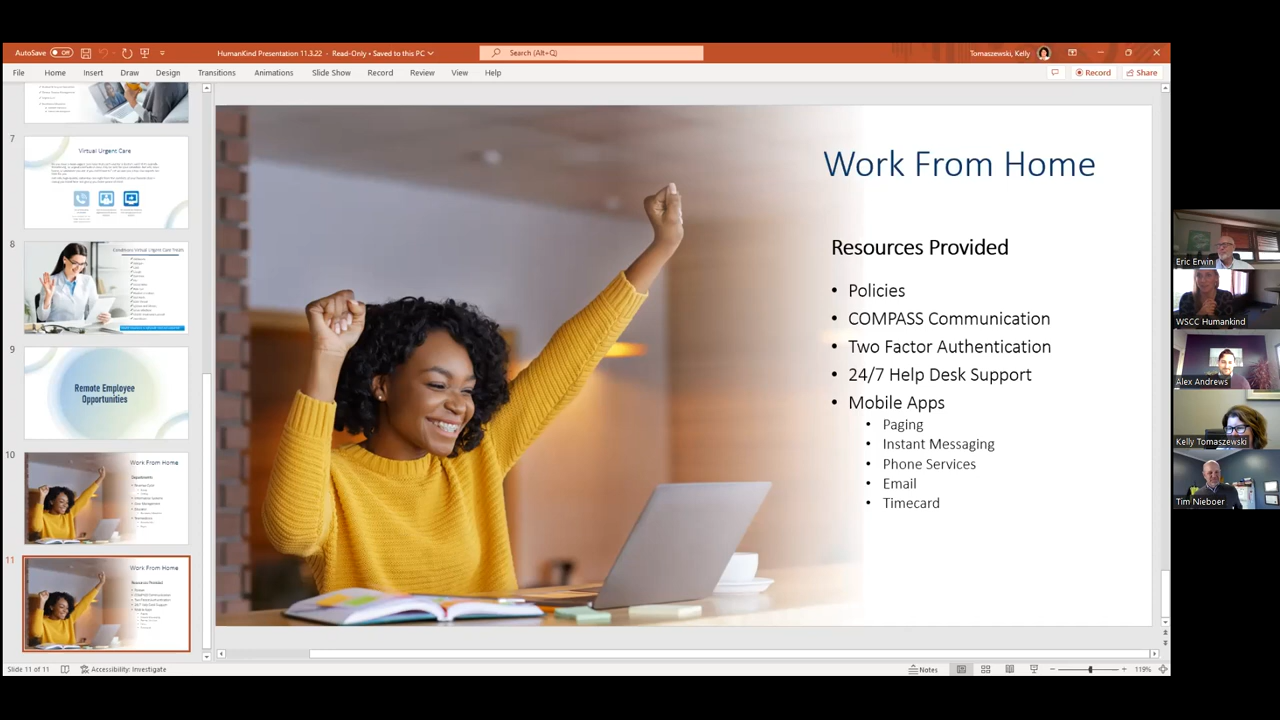 AutoSave Off HumanKind Presentation 11.3.22 - Read-Only • Saved to this PC Search (Alt+Q) Tomaszewski, Kelly
File Home Insert Draw Design Transitions Animations Slide Show Record Review View Help Record Share
7
Virtual Urgent Care
8
9
Remote Employee
Opportunities
10
Work From Home
11
Work From Home
Resources Provided
Work From Home
Resources Provided
Policies
COMPASS Communication
• Two Factor Authentication
• 24/7 Help Desk Support
• Mobile Apps
• Paging
• Instant Messaging
• Phone Services
Email
• Timecard
Eric Erwin
WSCC Humankind
Alex Andrews
Kelly Tomaszewski
Tim Nieboer
Slide 11 of 11 Accessibility: Investigate Notes 119%